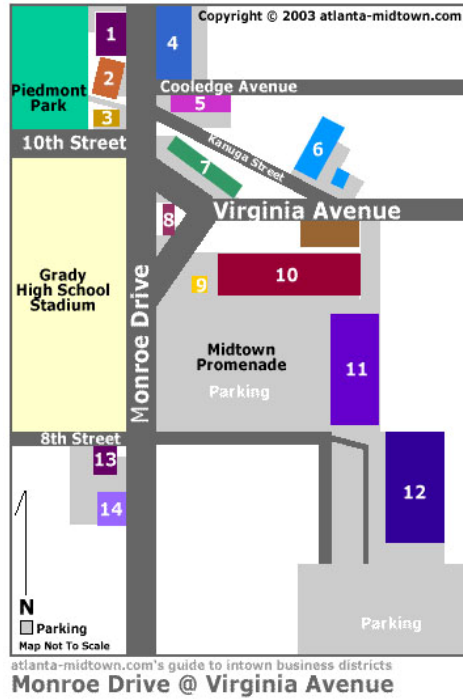 Copyright © 2003 atlanta-midtown.com
1
4
2
Cooledge Avenue
Piedmont
Park
5
3
10th Street
Kanuga Street
6
7
8
Virginia Avenue
Grady
High School
Stadium
9
10
Monroe Drive
Midtown
Promenade
11
Parking
8th Street
13
12
14
N
Parking
Parking
Map Not To Scale
atlanta-midtown.com's guide to intown business districts
Monroe Drive @ Virginia Avenue